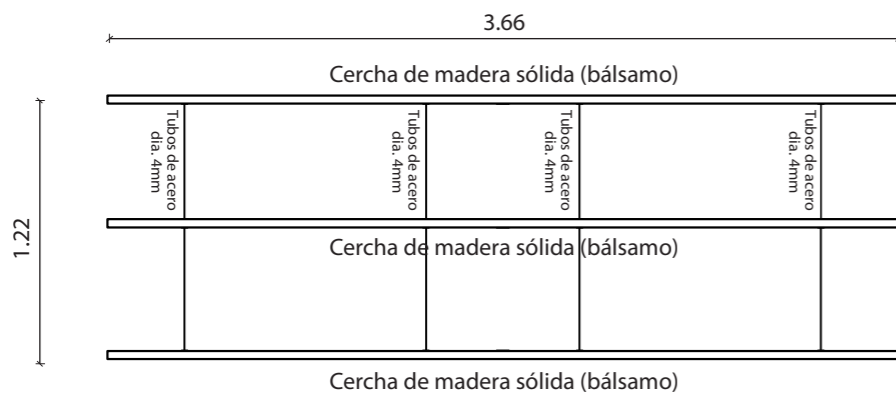 3.66
Cercha de madera sólida (bálsamo)
Tubos de acero
dia. 4mm
Tubos de acero
dia. 4mm
Tubos de acero
dia. 4mm
Tubos de acero
dia. 4mm
1.22
Cercha de madera sólida (bálsamo)
Cercha de madera sólida (bálsamo)